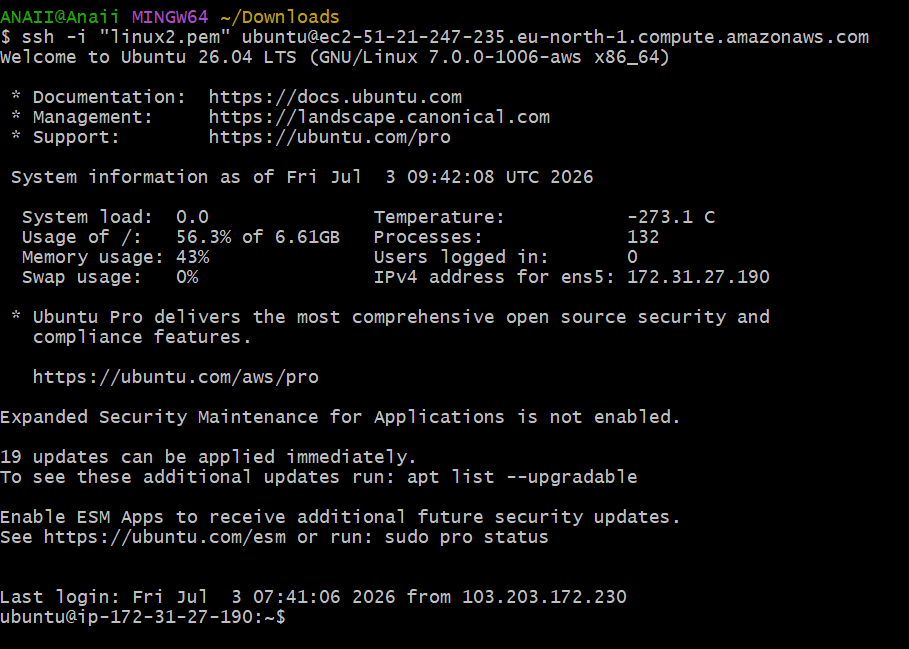 ANAII@Anaii MINGW64 ~/Downloads
$ ssh -i "linux2.pem" ubuntu@ec2-51-21-247-235.eu-north-1.compute.amazonaws.com
Welcome to Ubuntu 26.04 LTS (GNU/Linux 7.0.0-1006-aws x86_64)

 * Documentation:  https://docs.ubuntu.com
 * Management:     https://landscape.canonical.com
 * Support:        https://ubuntu.com/pro

 System information as of Fri Jul  3 09:42:08 UTC 2026

  System load:  0.0               Temperature:           -273.1 C
  Usage of /:   56.3% of 6.61GB   Processes:             132
  Memory usage: 43%               Users logged in:       0
  Swap usage:   0%                IPv4 address for ens5: 172.31.27.190

 * Ubuntu Pro delivers the most comprehensive open source security and
   compliance features.

   https://ubuntu.com/aws/pro

Expanded Security Maintenance for Applications is not enabled.

19 updates can be applied immediately.
To see these additional updates run: apt list --upgradable

Enable ESM Apps to receive additional future security updates.
See https://ubuntu.com/esm or run: sudo pro status


Last login: Fri Jul  3 07:41:06 2026 from 103.203.172.230
ubuntu@ip-172-31-27-190:~$